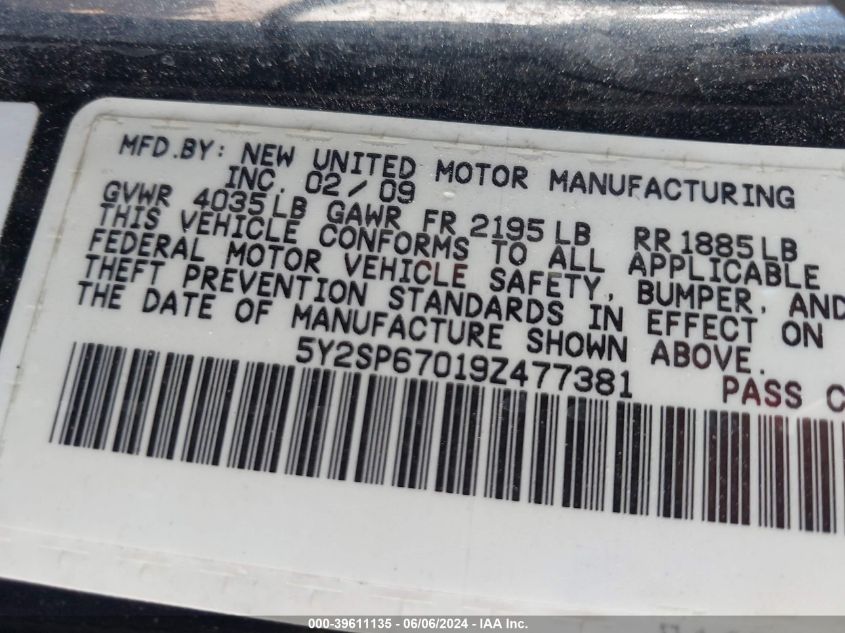 MFD.BY: NEW UNITED MOTOR MANUFACTURING
INC. 02/09
GVWR 4035LB GAWR FR 2195LB RR 1885LB
THIS VEHICLE CONFORMS TO ALL APPLICABLE
FEDERAL MOTOR VEHICLE SAFETY, BUMPER, AND
THEFT PREVENTION STANDARDS IN EFFECT ON
THE DATE OF MANUFACTURE SHOWN ABOVE.
5Y2SP67019Z477381 PASS C
000-39611135 - 06/06/2024 - IAA Inc.